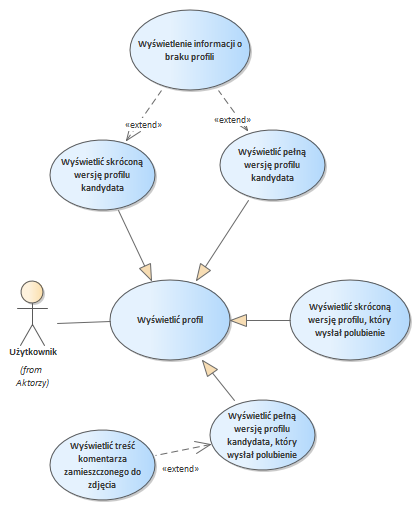 Wyświetlenie informacji o
braku profili
«extend»
«extend»
Wyświetlić skróconą
wersję profilu
kandydata
Wyświetlić pełną
wersję profilu
kandydata
Wyświetlić profil
Wyświetlić skróconą
wersję profilu, który
wysłał polubienie
Użytkownik
(from
Aktorzy)
Wyświetlić pełną
wersję profilu
kandydata, który
wysłał polubienie
Wyświetlić treść
komentarza
zamieszczonego do
zdjęcia
«extend»